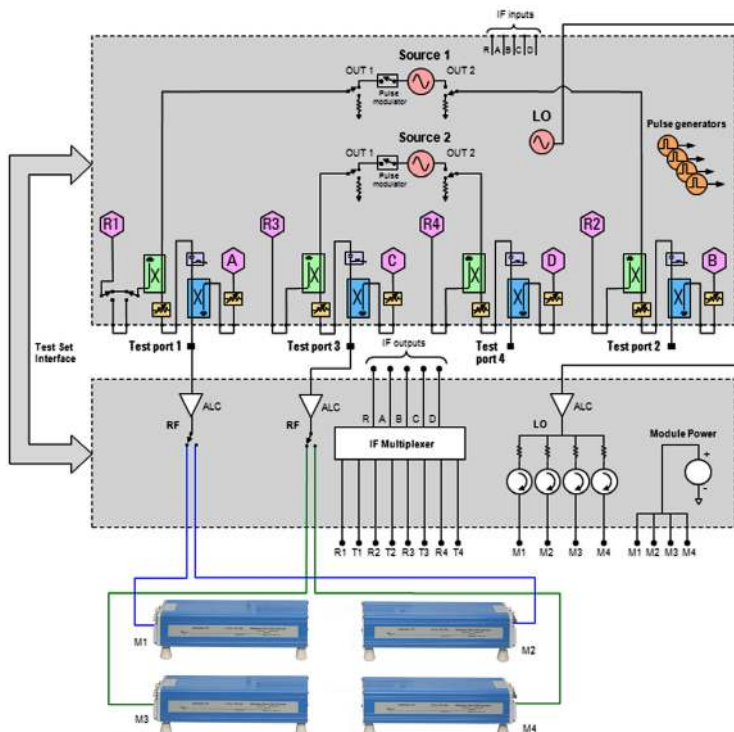 IF inputs
R A B C D
Source 1
OUT 1
OUT 2
Pulse
modulator
LO
Source 2
OUT 1
OUT 2
Pulse
modulator
Pulse generators
R1
A
R3
C
R4
D
R2
B
Test Set
Interface
Test port 1
Test port 3
Test
port 4
Test port 2
IF outputs
R A B C D
ALC
RF
ALC
RF
IF Multiplexer
LO
ALC
Module Power
+
-
R1 T1 R2 T2 R3 T3 R4 T4
M1 M2 M3 M4
M1 M2 M3 M4
M1
M2
M3
M4